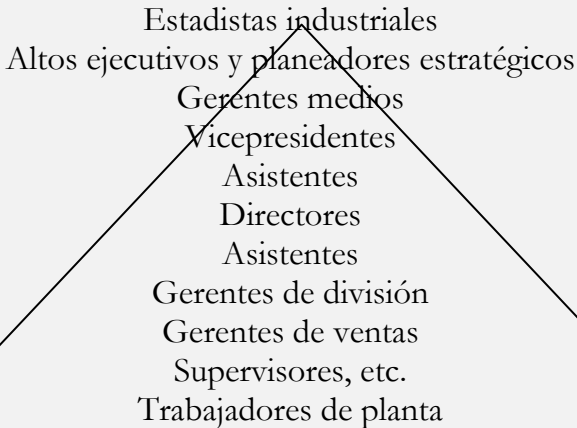 Estadistas industriales
Altos ejecutivos y planeadores estratégicos
Gerentes medios
Vicepresidentes
Asistentes
Directores
Asistentes
Gerentes de división
Gerentes de ventas
Supervisores, etc.
Trabajadores de planta